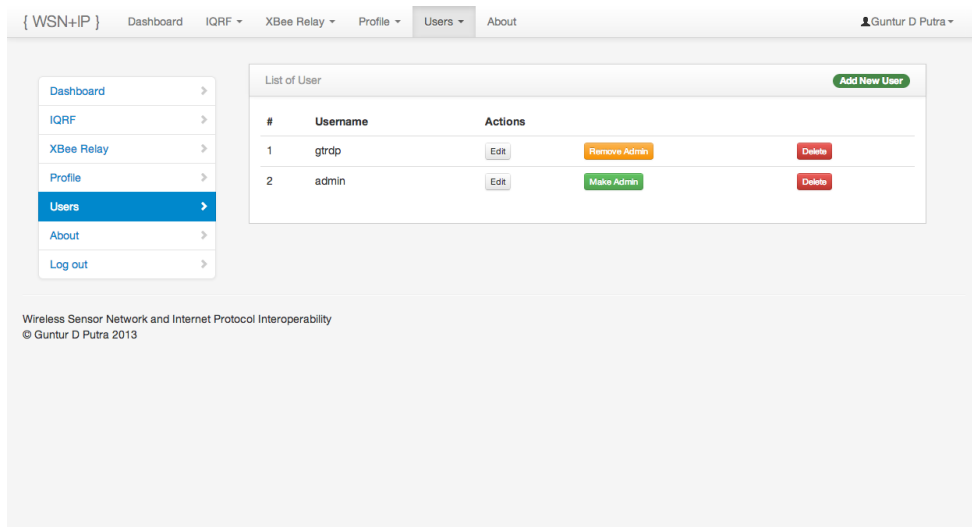 { WSN+IP } Dashboard IQRF XBee Relay Profile Users About Guntur D Putra
Dashboard
IQRF
XBee Relay
Profile
Users
About
Log out
List of User Add New User
# Username Actions
1 gtrdp Edit Remove Admin Delete
2 admin Edit Make Admin Delete
Wireless Sensor Network and Internet Protocol Interoperability
© Guntur D Putra 2013